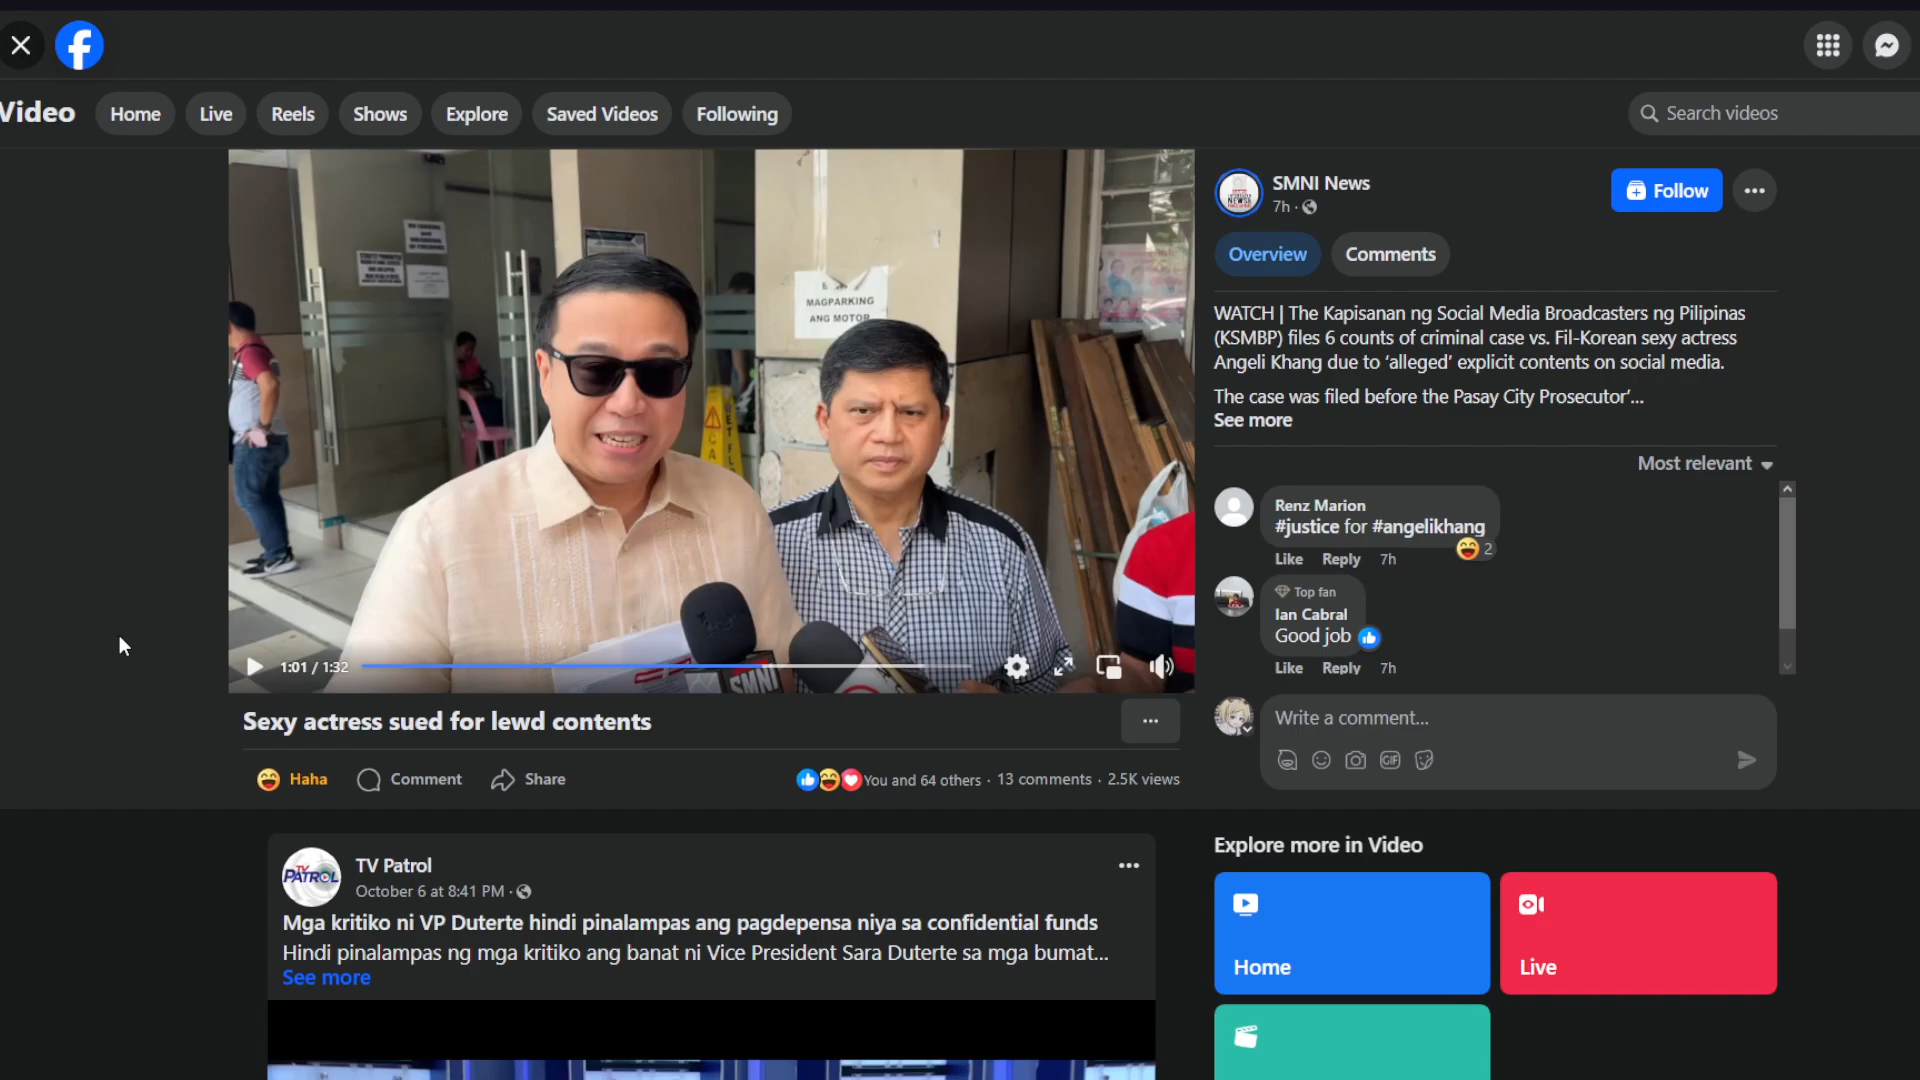 Video
Home
Live
Reels
Shows
Explore
Saved Videos
Following
Search videos
MAGPARKING
ANG MOTOR
SMNI
1:01 / 1:32
Sexy actress sued for lewd contents
Haha
Comment
Share
You and 64 others · 13 comments · 2.5K views
SMNI News
7h ·
Follow
Overview
Comments
WATCH | The Kapisanan ng Social Media Broadcasters ng Pilipinas
(KSMBP) files 6 counts of criminal case vs. Fil-Korean sexy actress
Angeli Khang due to ‘alleged’ explicit contents on social media.
The case was filed before the Pasay City Prosecutor’...
See more
Most relevant
Renz Marion
#justice for #angelikhang
2
Like Reply 7h
Top fan
Ian Cabral
Good job
Like Reply 7h
Write a comment...
GIF
TV PATROL
TV Patrol
October 6 at 8:41 PM ·
Mga kritiko ni VP Duterte hindi pinalampas ang pagdepensa niya sa confidential funds
Hindi pinalampas ng mga kritiko ang banat ni Vice President Sara Duterte sa mga bumat...
See more
Explore more in Video
Home
Live